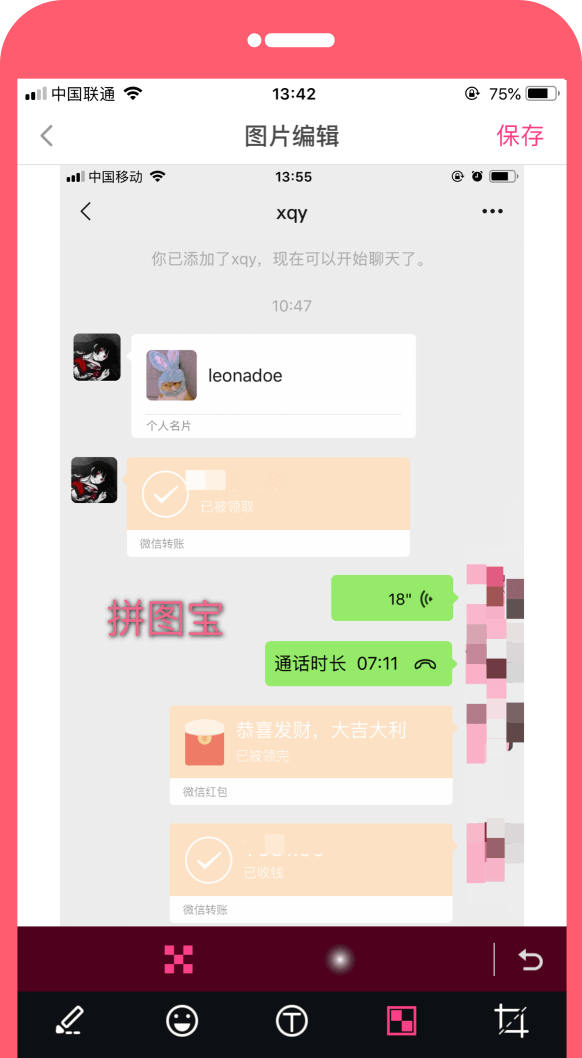 中国联通 13:42 75%
图片编辑 保存
中国移动 13:55
xqy
你已添加了xqy，现在可以开始聊天了。
10:47
leonadoe
个人名片
已被领取
微信转账
18"
拼图宝
通话时长 07:11
恭喜发财，大吉大利
已被领完
微信红包
已收钱
微信转账